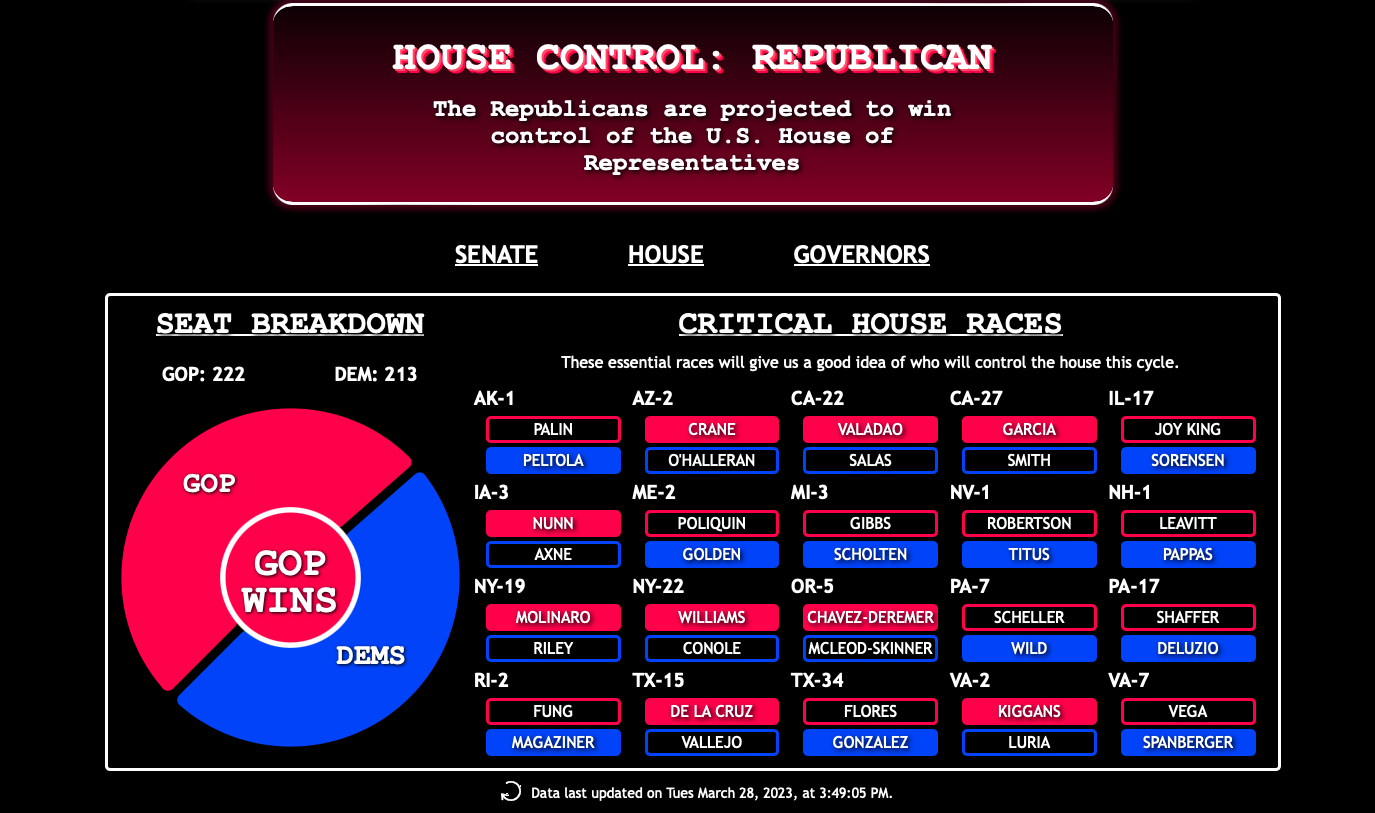 HOUSE CONTROL: REPUBLICAN
The Republicans are projected to win
control of the U.S. House of
Representatives
SENATE
HOUSE
GOVERNORS
SEAT BREAKDOWN
GOP: 222
DEM: 213
GOP
GOP
WINS
DEMS
CRITICAL HOUSE RACES
These essential races will give us a good idea of who will control the house this cycle.
AK-1
PALIN
PELTOLA
AZ-2
CRANE
O'HALLERAN
CA-22
VALADAO
SALAS
CA-27
GARCIA
SMITH
IL-17
JOY KING
SORENSEN
IA-3
NUNN
AXNE
ME-2
POLIQUIN
GOLDEN
MI-3
GIBBS
SCHOLTEN
NV-1
ROBERTSON
TITUS
NH-1
LEAVITT
PAPPAS
NY-19
MOLINARO
RILEY
NY-22
WILLIAMS
CONOLE
OR-5
CHAVEZ-DEREMER
MCLEOD-SKINNER
PA-7
SCHELLER
WILD
PA-17
SHAFFER
DELUZIO
RI-2
FUNG
MAGAZINER
TX-15
DE LA CRUZ
VALLEJO
TX-34
FLORES
GONZALEZ
VA-2
KIGGANS
LURIA
VA-7
VEGA
SPANBERGER
Data last updated on Tues March 28, 2023, at 3:49:05 PM.